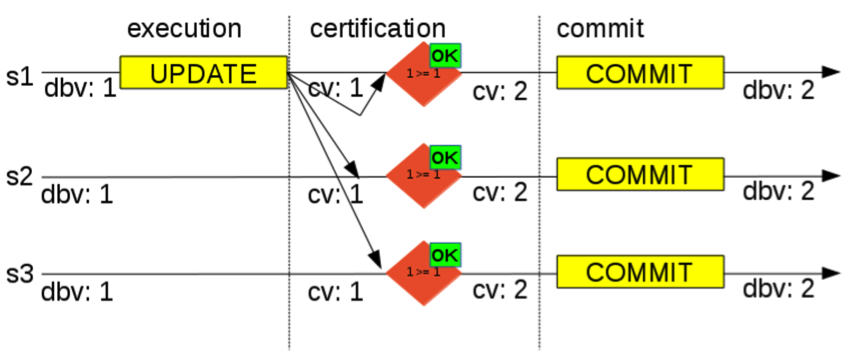 execution certification commit
OK OK OK
s1 dbv: 1 UPDATE cv: 1 1 >= 1 cv: 2 COMMIT dbv: 2
s2 dbv: 1 cv: 1 1 >= 1 cv: 2 COMMIT dbv: 2
s3 dbv: 1 cv: 1 1 >= 1 cv: 2 COMMIT dbv: 2